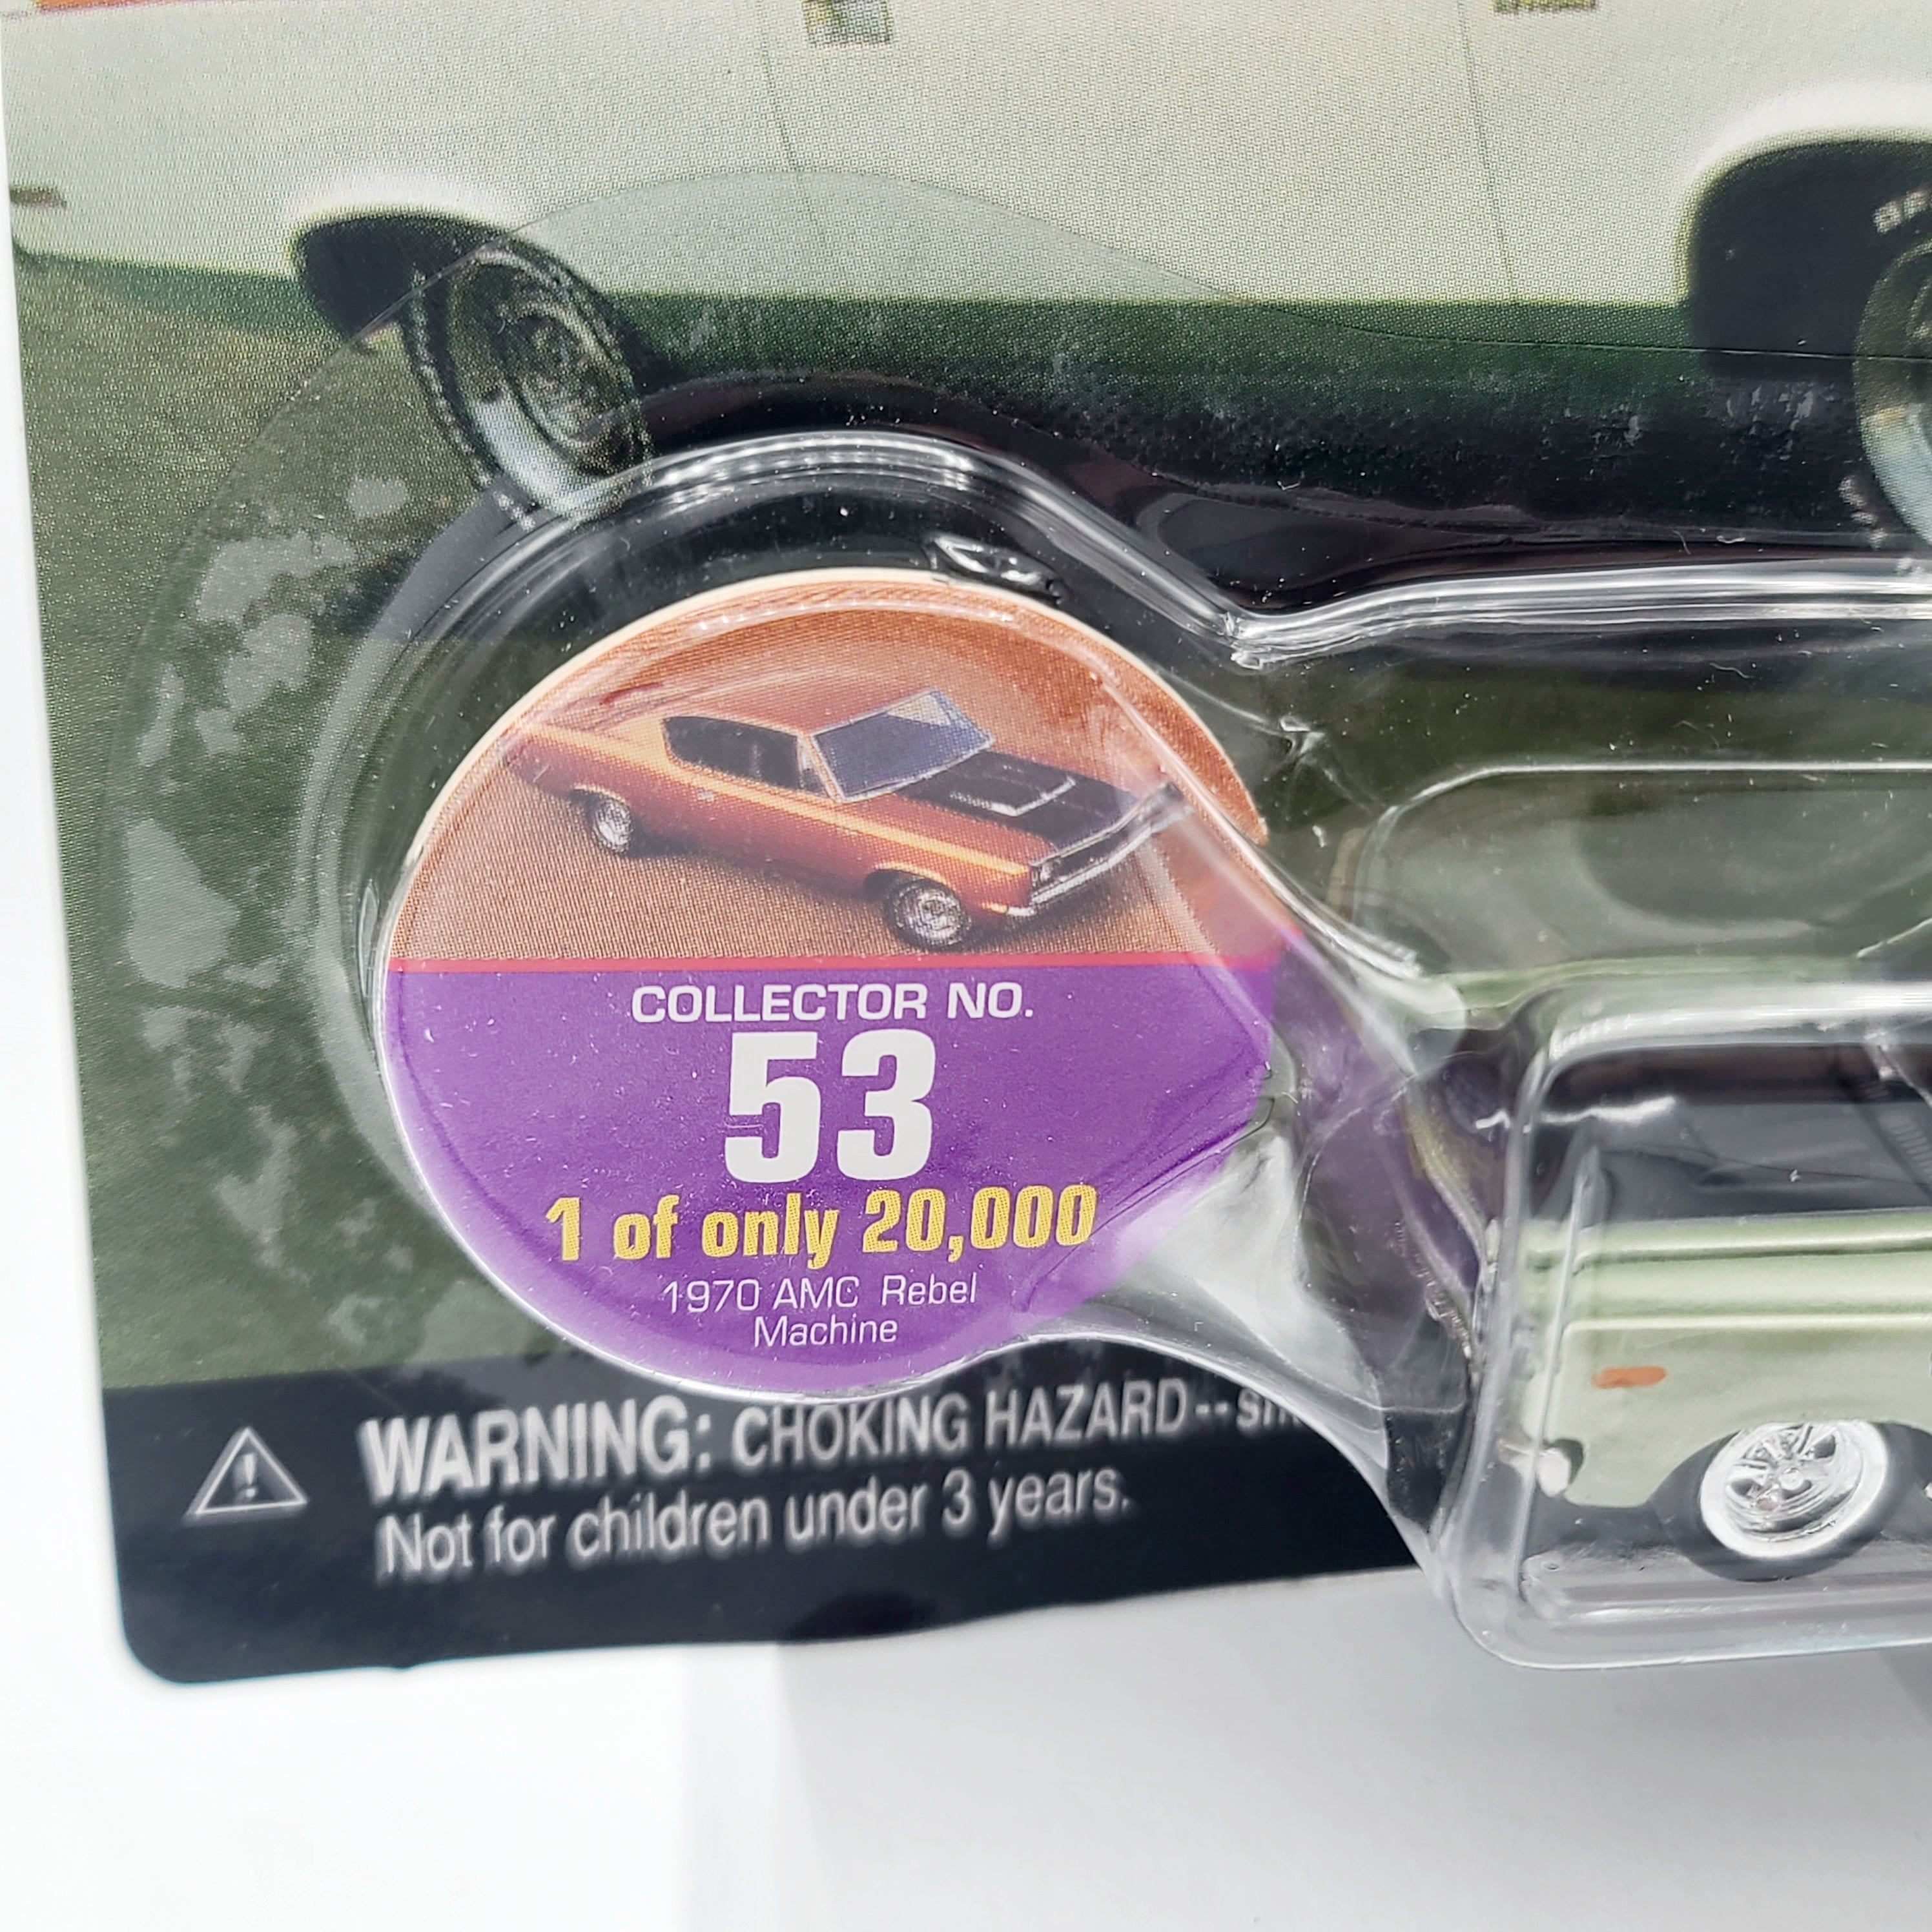 COLLECTOR NO.
53
1 of only 20,000
1970 AMC Rebel
Machine
WARNING: CHOKING HAZARD--
Not for children under 3 years.